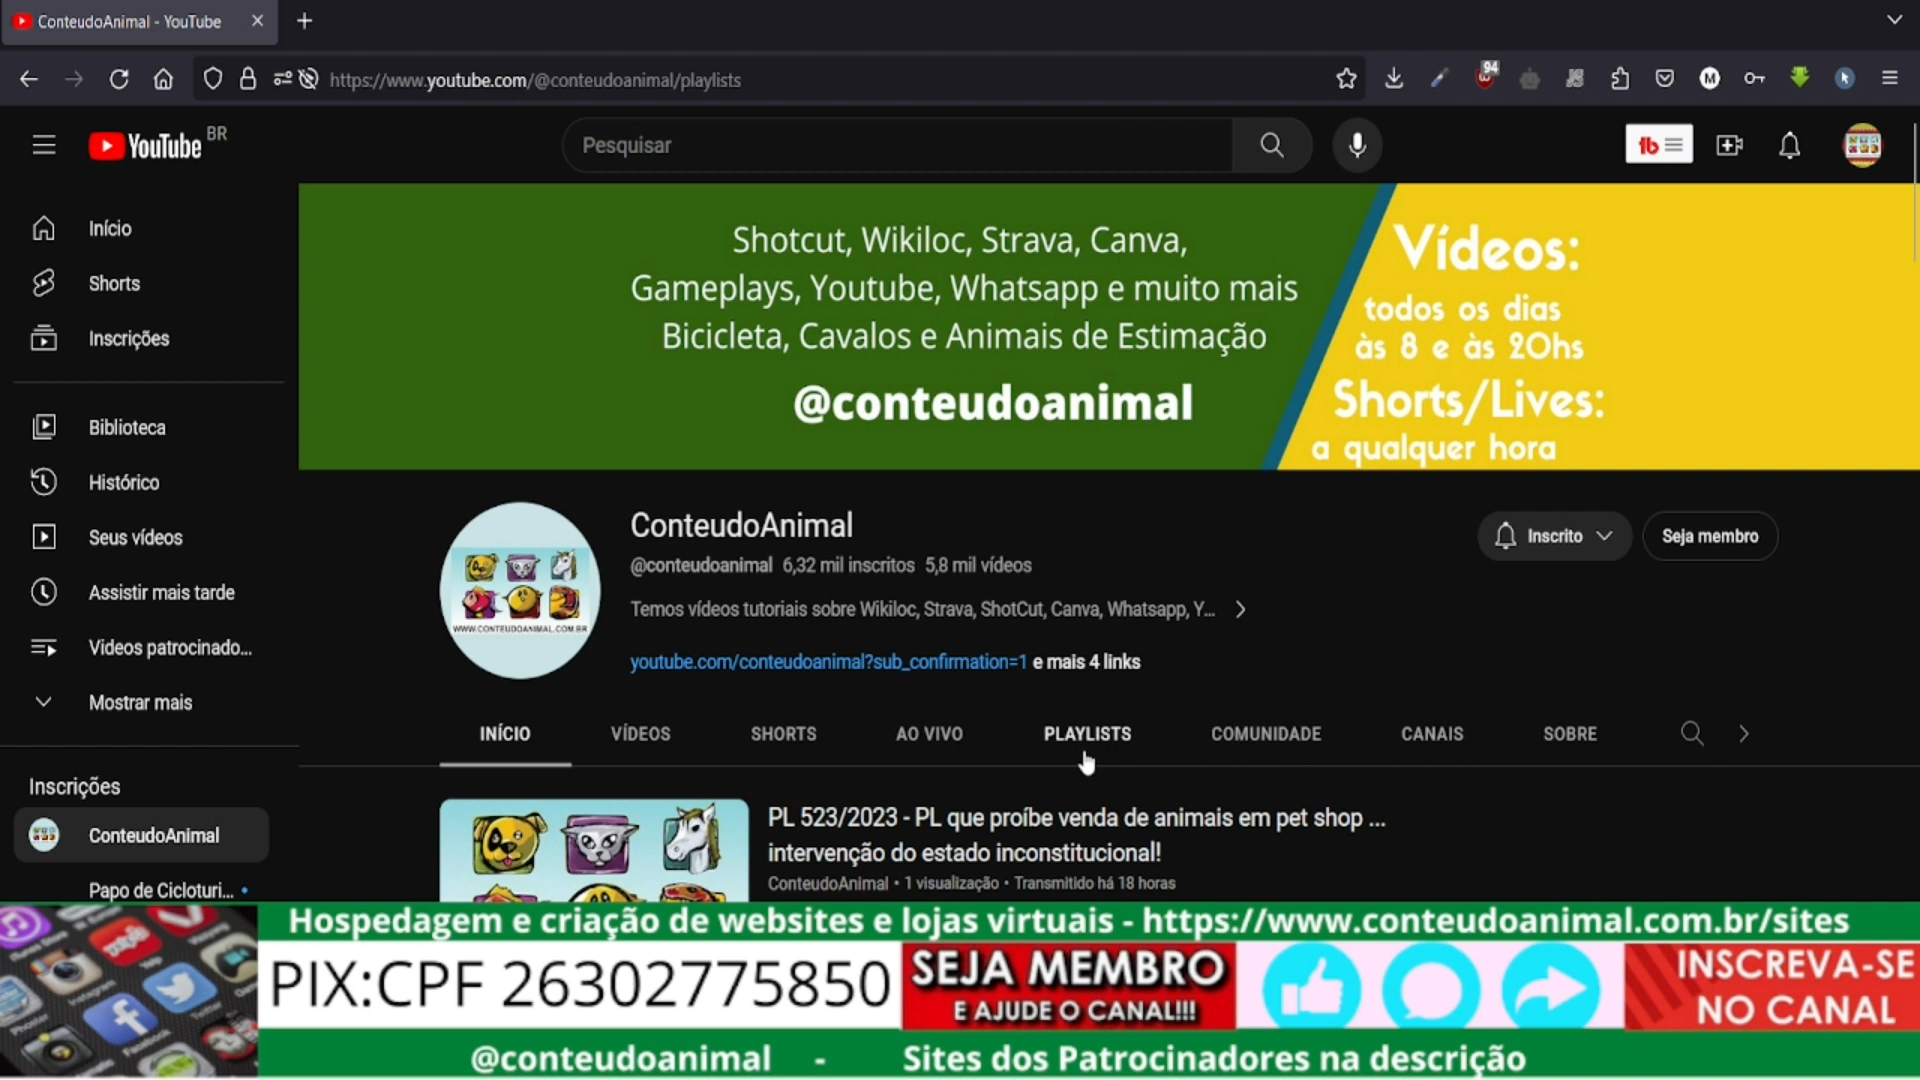 ConteudoAnimal - YouTube
https://www.youtube.com/@conteudoanimal/playlists
94
YouTube BR
Pesquisar
Início
Shorts
Inscrições
Biblioteca
Histórico
Seus vídeos
Assistir mais tarde
Videos patrocinado...
Mostrar mais
Inscrições
ConteudoAnimal
Papo de Cicloturi...
Shotcut, Wikiloc, Strava, Canva,
Gameplays, Youtube, Whatsapp e muito mais
Bicicleta, Cavalos e Animais de Estimação
@conteudoanimal
Vídeos:
todos os dias
às 8 e às 20hs
Shorts/Lives:
a qualquer hora
WWW.CONTEUDOANIMAL.COM.BR
ConteudoAnimal
@conteudoanimal 6,32 mil inscritos 5,8 mil vídeos
Temos vídeos tutoriais sobre Wikiloc, Strava, ShotCut, Canva, Whatsapp, Y...
youtube.com/conteudoanimal?sub_confirmation=1 e mais 4 links
Inscrito
Seja membro
INÍCIO VÍDEOS SHORTS AO VIVO PLAYLISTS COMUNIDADE CANAIS SOBRE
PL 523/2023 - PL que proíbe venda de animais em pet shop ...
intervenção do estado inconstitucional!
ConteudoAnimal • 1 visualização • Transmitido há 18 horas
Hospedagem e criação de websites e lojas virtuais - https://www.conteudoanimal.com.br/sites
PIX:CPF 26302775850
SEJA MEMBRO
E AJUDE O CANAL!!!
INSCREVA-SE
NO CANAL
@conteudoanimal - Sites dos Patrocinadores na descrição